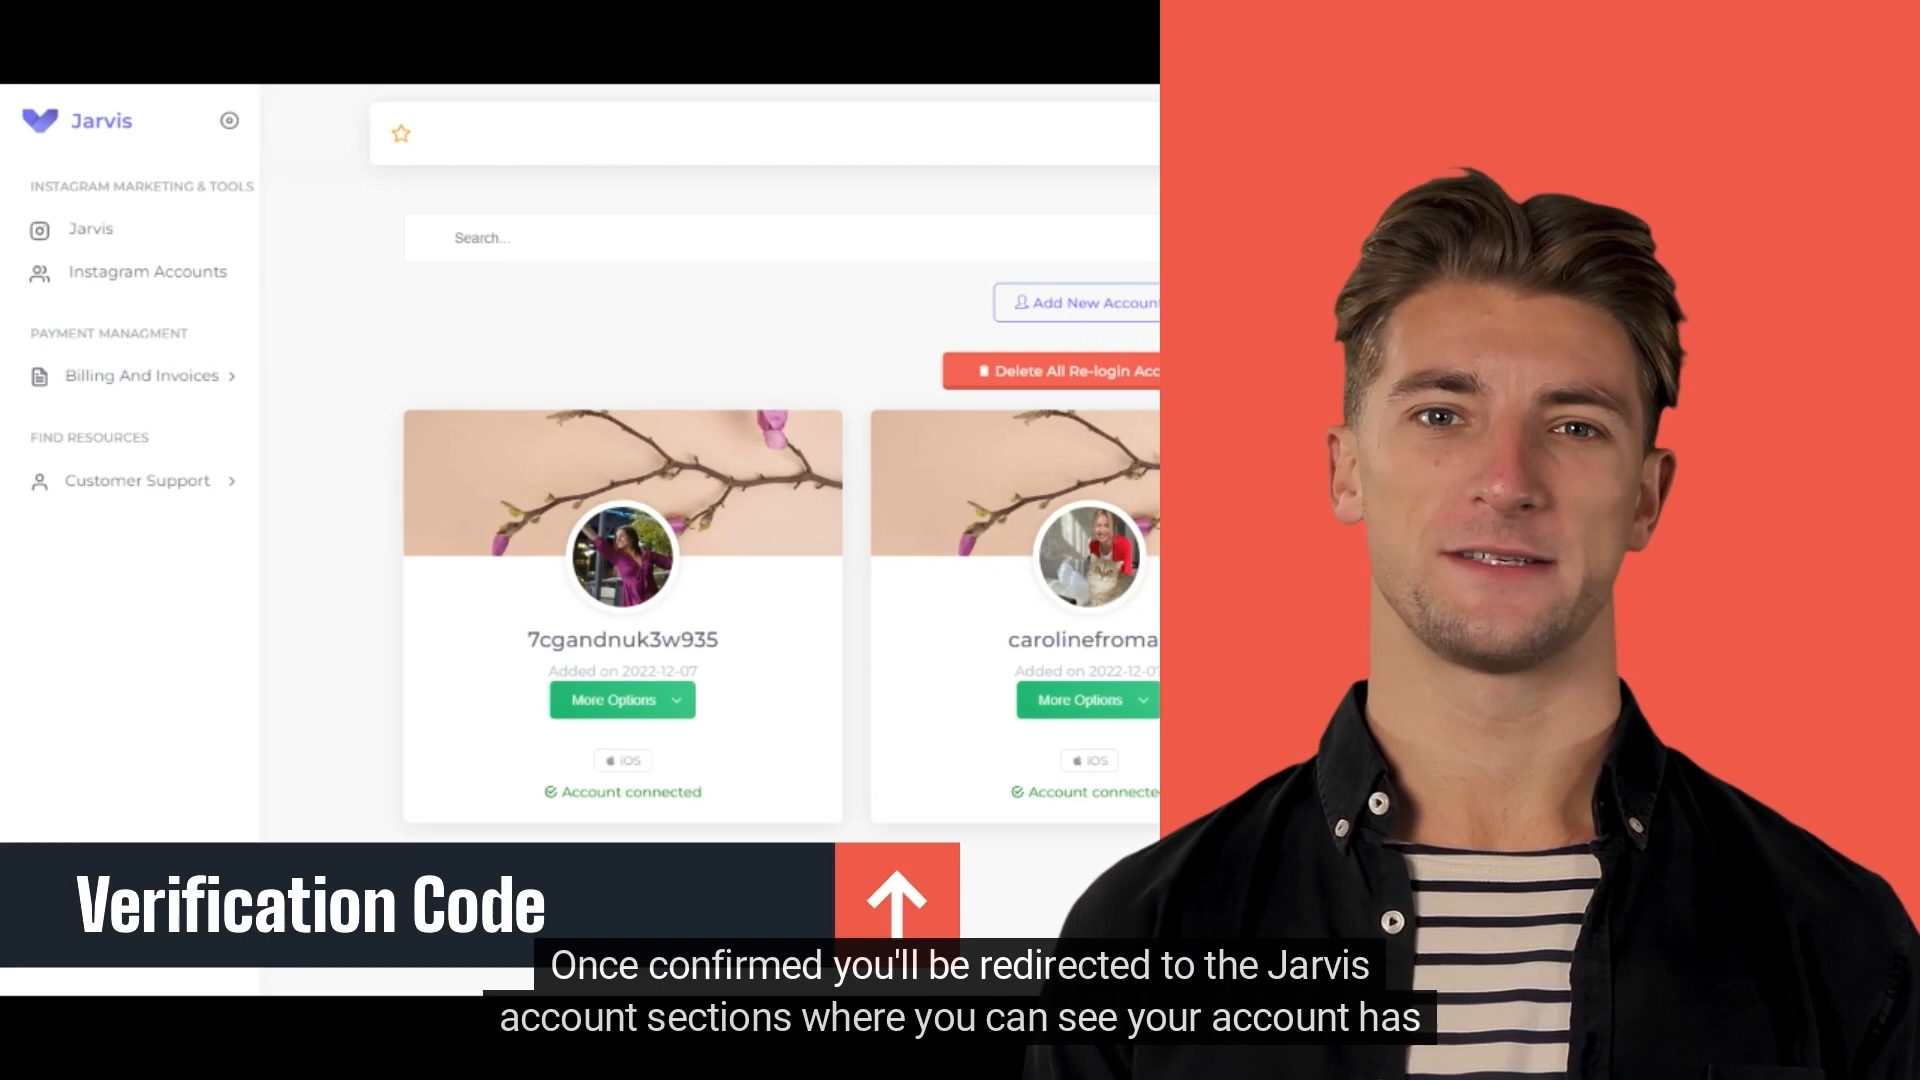 Jarvis
INSTAGRAM MARKETING & TOOLS
Jarvis
Instagram Accounts
PAYMENT MANAGMENT
Billing And Invoices
FIND RESOURCES
Customer Support
Search...
Add New Accoun
Delete All Re-login Acc
7cgandnuk3w935
Added on 2022-12-07
More Options
iOS
Account connected
carolinefroma
Added on 2022-12-07
More Options
iOS
Account connecte
Verification Code
Once confirmed you'll be redirected to the Jarvis
account sections where you can see your account has